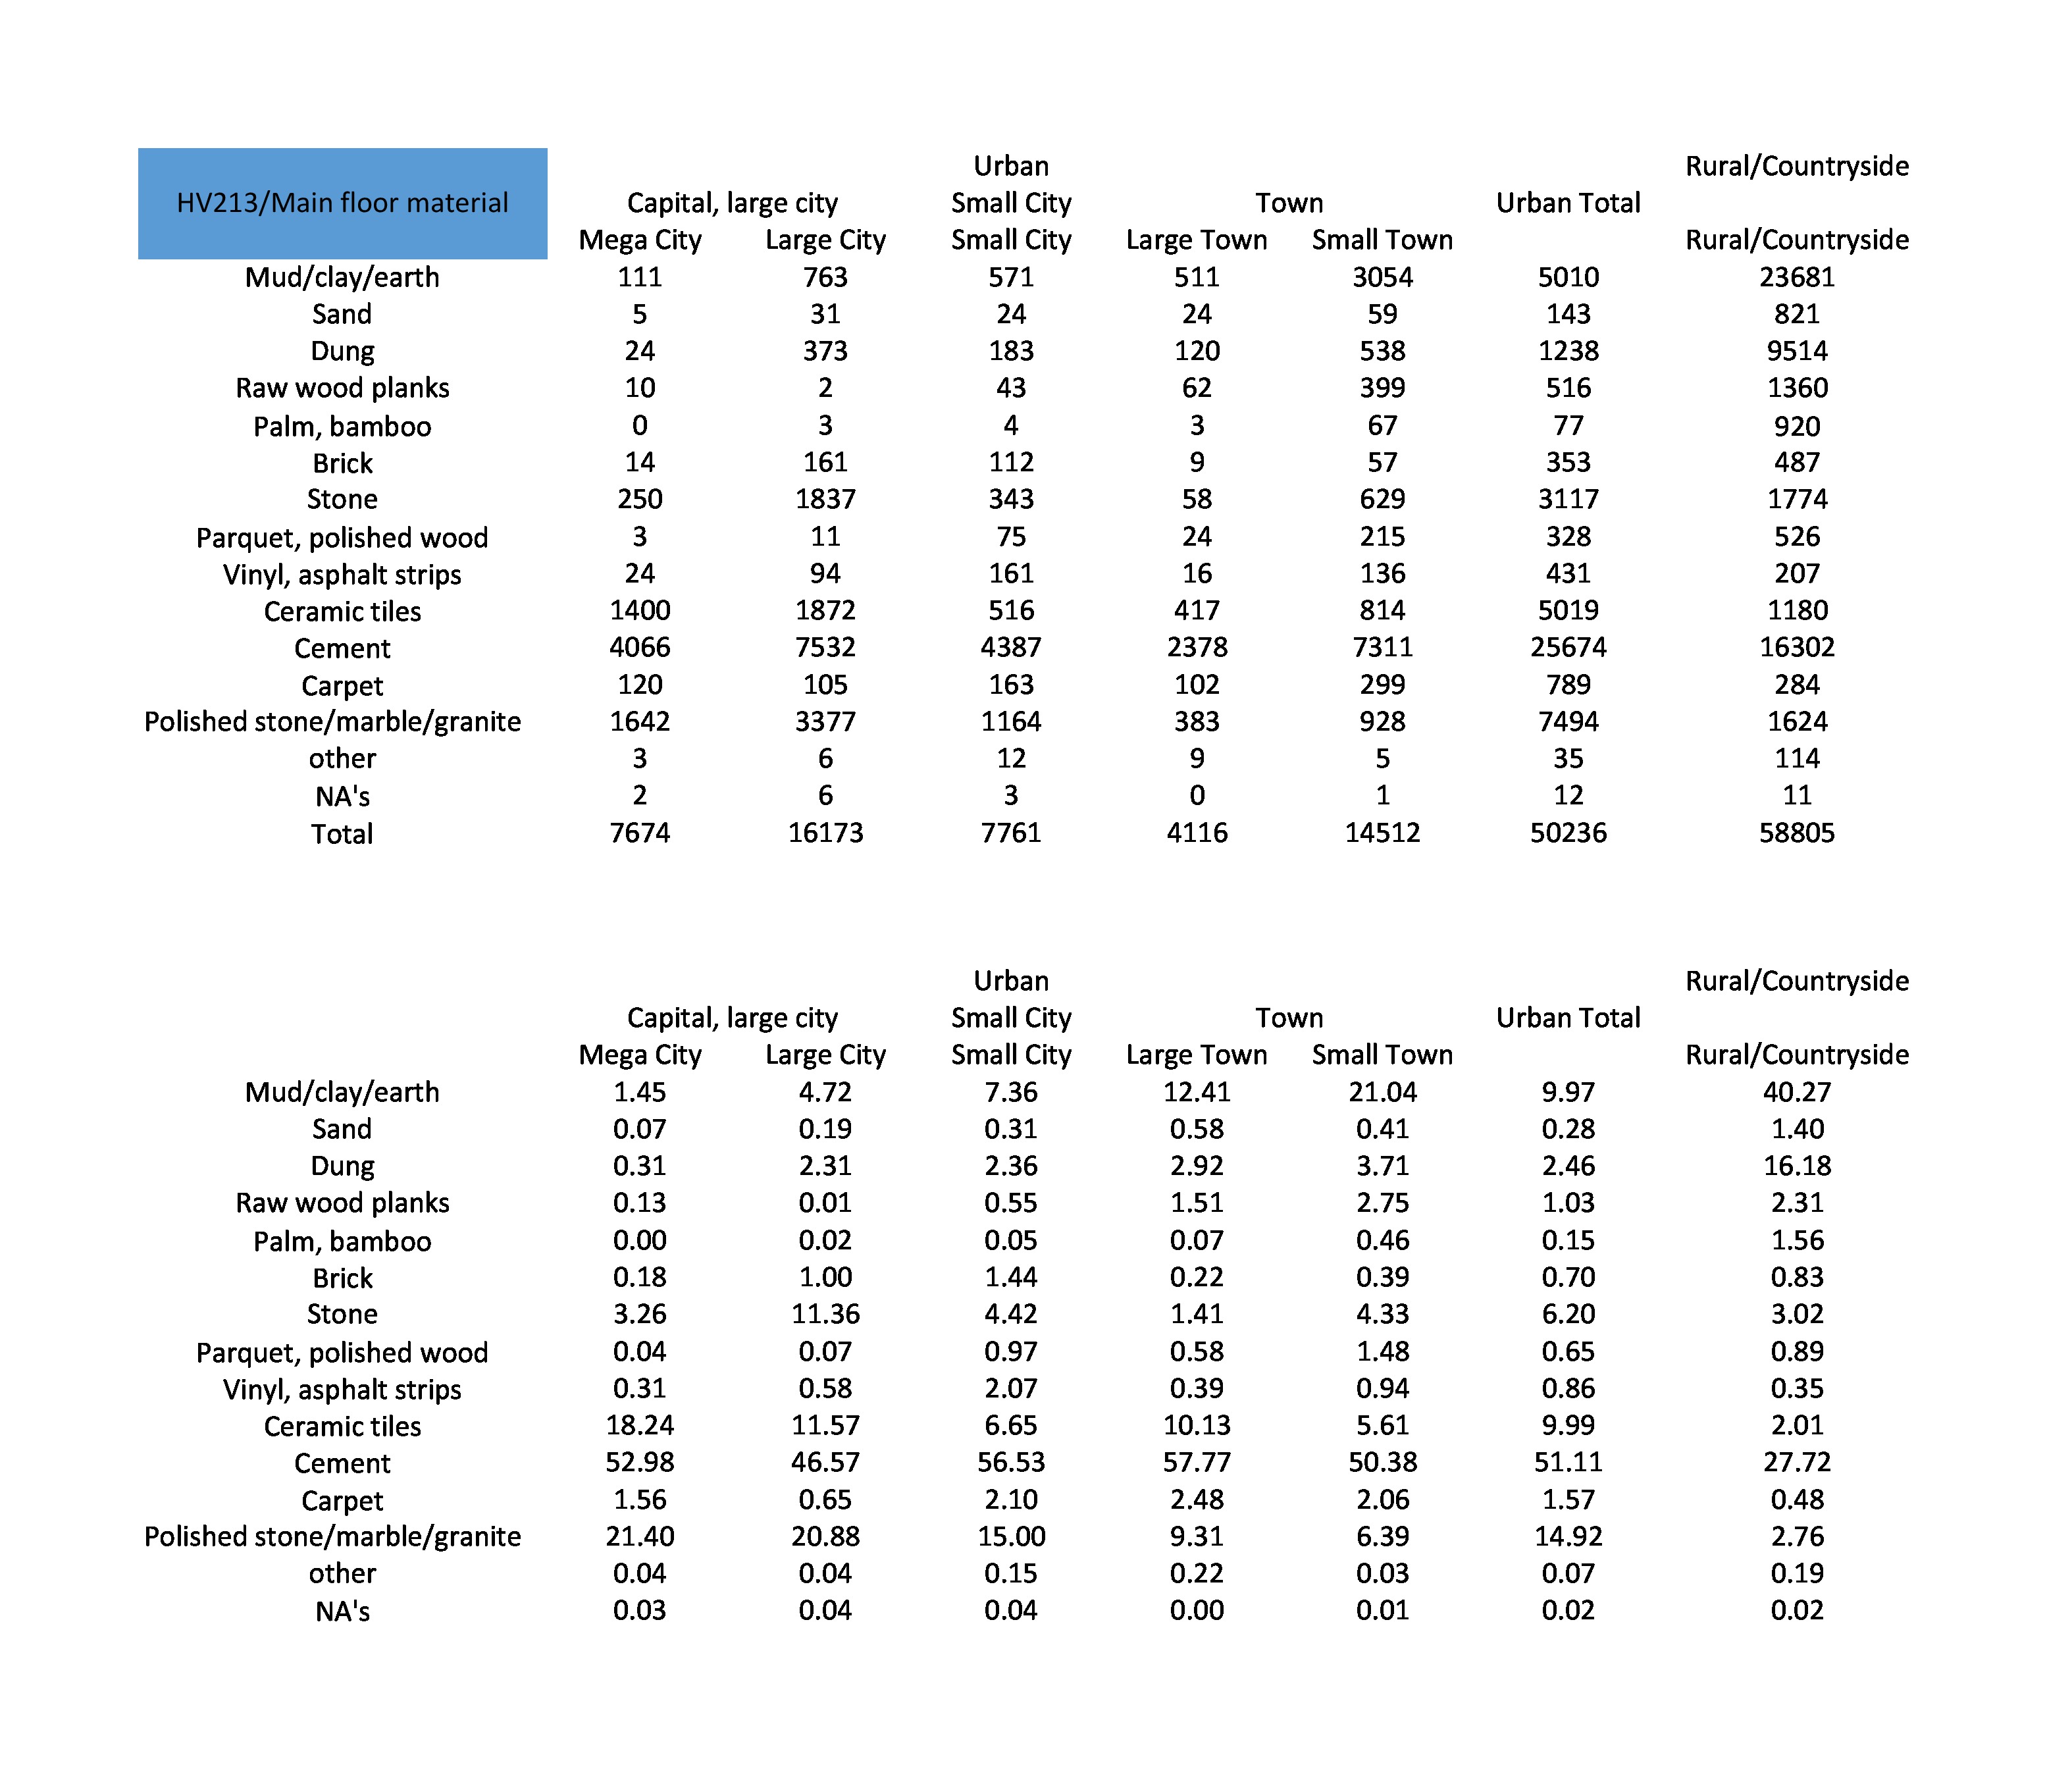 Urban Rural/Countryside
HV213/Main floor material Capital, large city Small City Town Urban Total
Mega City Large City Small City Large Town Small Town Rural/Countryside
Mud/clay/earth 111 763 571 511 3054 5010 23681
Sand 5 31 24 24 59 143 821
Dung 24 373 183 120 538 1238 9514
Raw wood planks 10 2 43 62 399 516 1360
Palm, bamboo 0 3 4 3 67 77 920
Brick 14 161 112 9 57 353 487
Stone 250 1837 343 58 629 3117 1774
Parquet, polished wood 3 11 75 24 215 328 526
Vinyl, asphalt strips 24 94 161 16 136 431 207
Ceramic tiles 1400 1872 516 417 814 5019 1180
Cement 4066 7532 4387 2378 7311 25674 16302
Carpet 120 105 163 102 299 789 284
Polished stone/marble/granite 1642 3377 1164 383 928 7494 1624
other 3 6 12 9 5 35 114
NA's 2 6 3 0 1 12 11
Total 7674 16173 7761 4116 14512 50236 58805
Urban Rural/Countryside
Capital, large city Small City Town Urban Total
Mega City Large City Small City Large Town Small Town Rural/Countryside
Mud/clay/earth 1.45 4.72 7.36 12.41 21.04 9.97 40.27
Sand 0.07 0.19 0.31 0.58 0.41 0.28 1.40
Dung 0.31 2.31 2.36 2.92 3.71 2.46 16.18
Raw wood planks 0.13 0.01 0.55 1.51 2.75 1.03 2.31
Palm, bamboo 0.00 0.02 0.05 0.07 0.46 0.15 1.56
Brick 0.18 1.00 1.44 0.22 0.39 0.70 0.83
Stone 3.26 11.36 4.42 1.41 4.33 6.20 3.02
Parquet, polished wood 0.04 0.07 0.97 0.58 1.48 0.65 0.89
Vinyl, asphalt strips 0.31 0.58 2.07 0.39 0.94 0.86 0.35
Ceramic tiles 18.24 11.57 6.65 10.13 5.61 9.99 2.01
Cement 52.98 46.57 56.53 57.77 50.38 51.11 27.72
Carpet 1.56 0.65 2.10 2.48 2.06 1.57 0.48
Polished stone/marble/granite 21.40 20.88 15.00 9.31 6.39 14.92 2.76
other 0.04 0.04 0.15 0.22 0.03 0.07 0.19
NA's 0.03 0.04 0.04 0.00 0.01 0.02 0.02